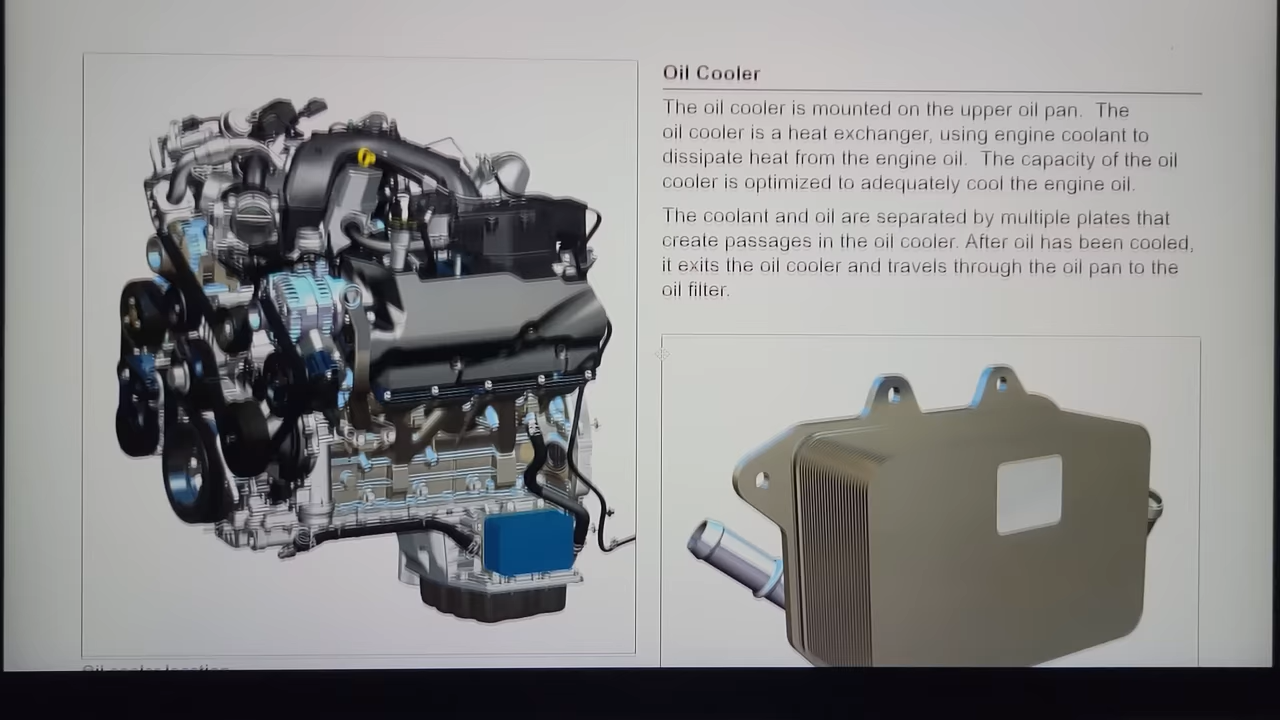 Oil Cooler
The oil cooler is mounted on the upper oil pan.  The
oil cooler is a heat exchanger, using engine coolant to
dissipate heat from the engine oil.  The capacity of the oil
cooler is optimized to adequately cool the engine oil.
The coolant and oil are separated by multiple plates that
create passages in the oil cooler. After oil has been cooled,
it exits the oil cooler and travels through the oil pan to the
oil filter.
Oil cooler location